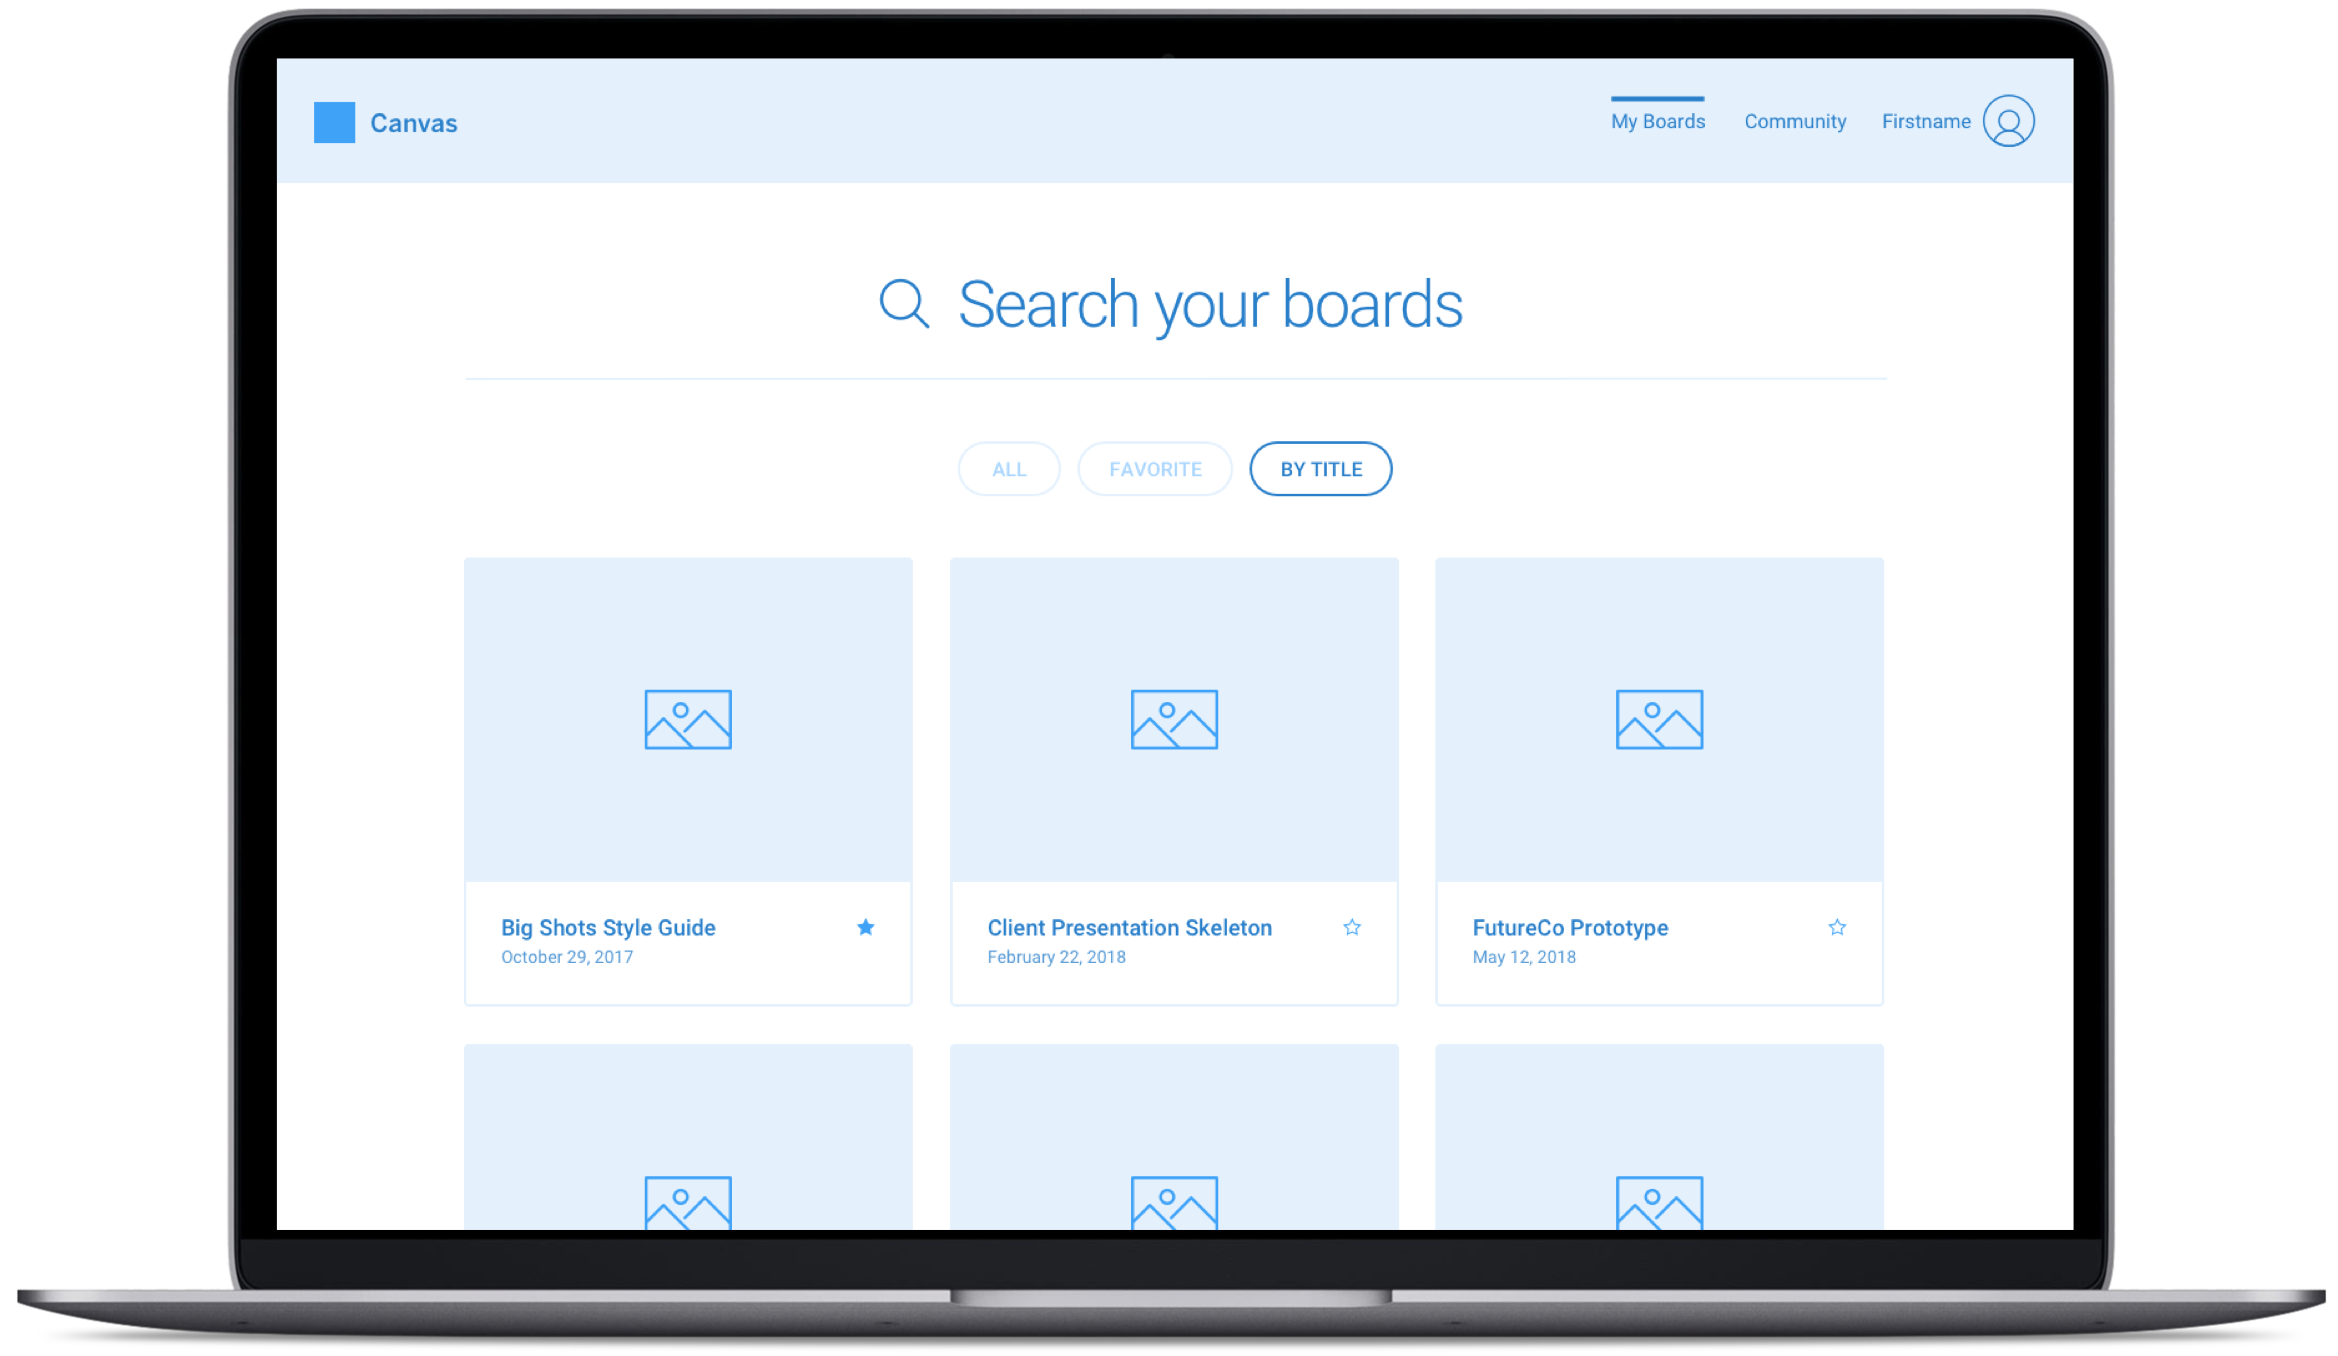 Canvas
My Boards
Community
Firstname
Search your boards
ALL
FAVORITE
BY TITLE
Big Shots Style Guide
October 29, 2017
Client Presentation Skeleton
February 22, 2018
FutureCo Prototype
May 12, 2018